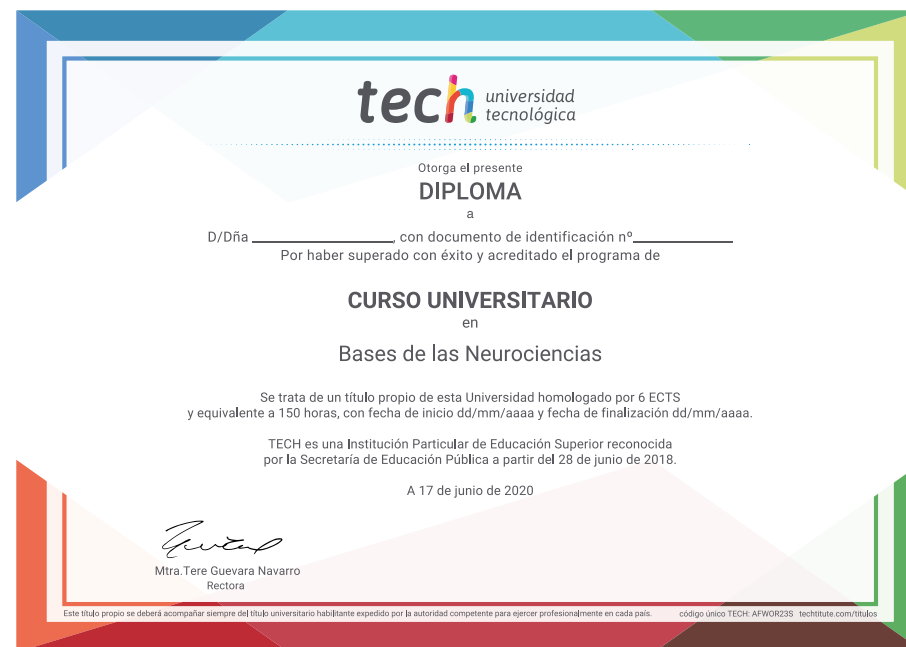 tech universidad
tecnológica
Otorga el presente
DIPLOMA
a
D/Dña ____________________, con documento de identificación nº______________
Por haber superado con éxito y acreditado el programa de
CURSO UNIVERSITARIO
en
Bases de las Neurociencias
Se trata de un título propio de esta Universidad homologado por 6 ECTS
y equivalente a 150 horas, con fecha de inicio dd/mm/aaaa y fecha de finalización dd/mm/aaaa.
TECH es una Institución Particular de Educación Superior reconocida
por la Secretaría de Educación Pública a partir del 28 de junio de 2018.
A 17 de junio de 2020
Mtra.Tere Guevara Navarro
Rectora
Este título propio se deberá acompañar siempre del título universitario habilitante expedido por la autoridad competente para ejercer profesionalmente en cada país. código único TECH: AFWOR23S techtitute.com/titulos